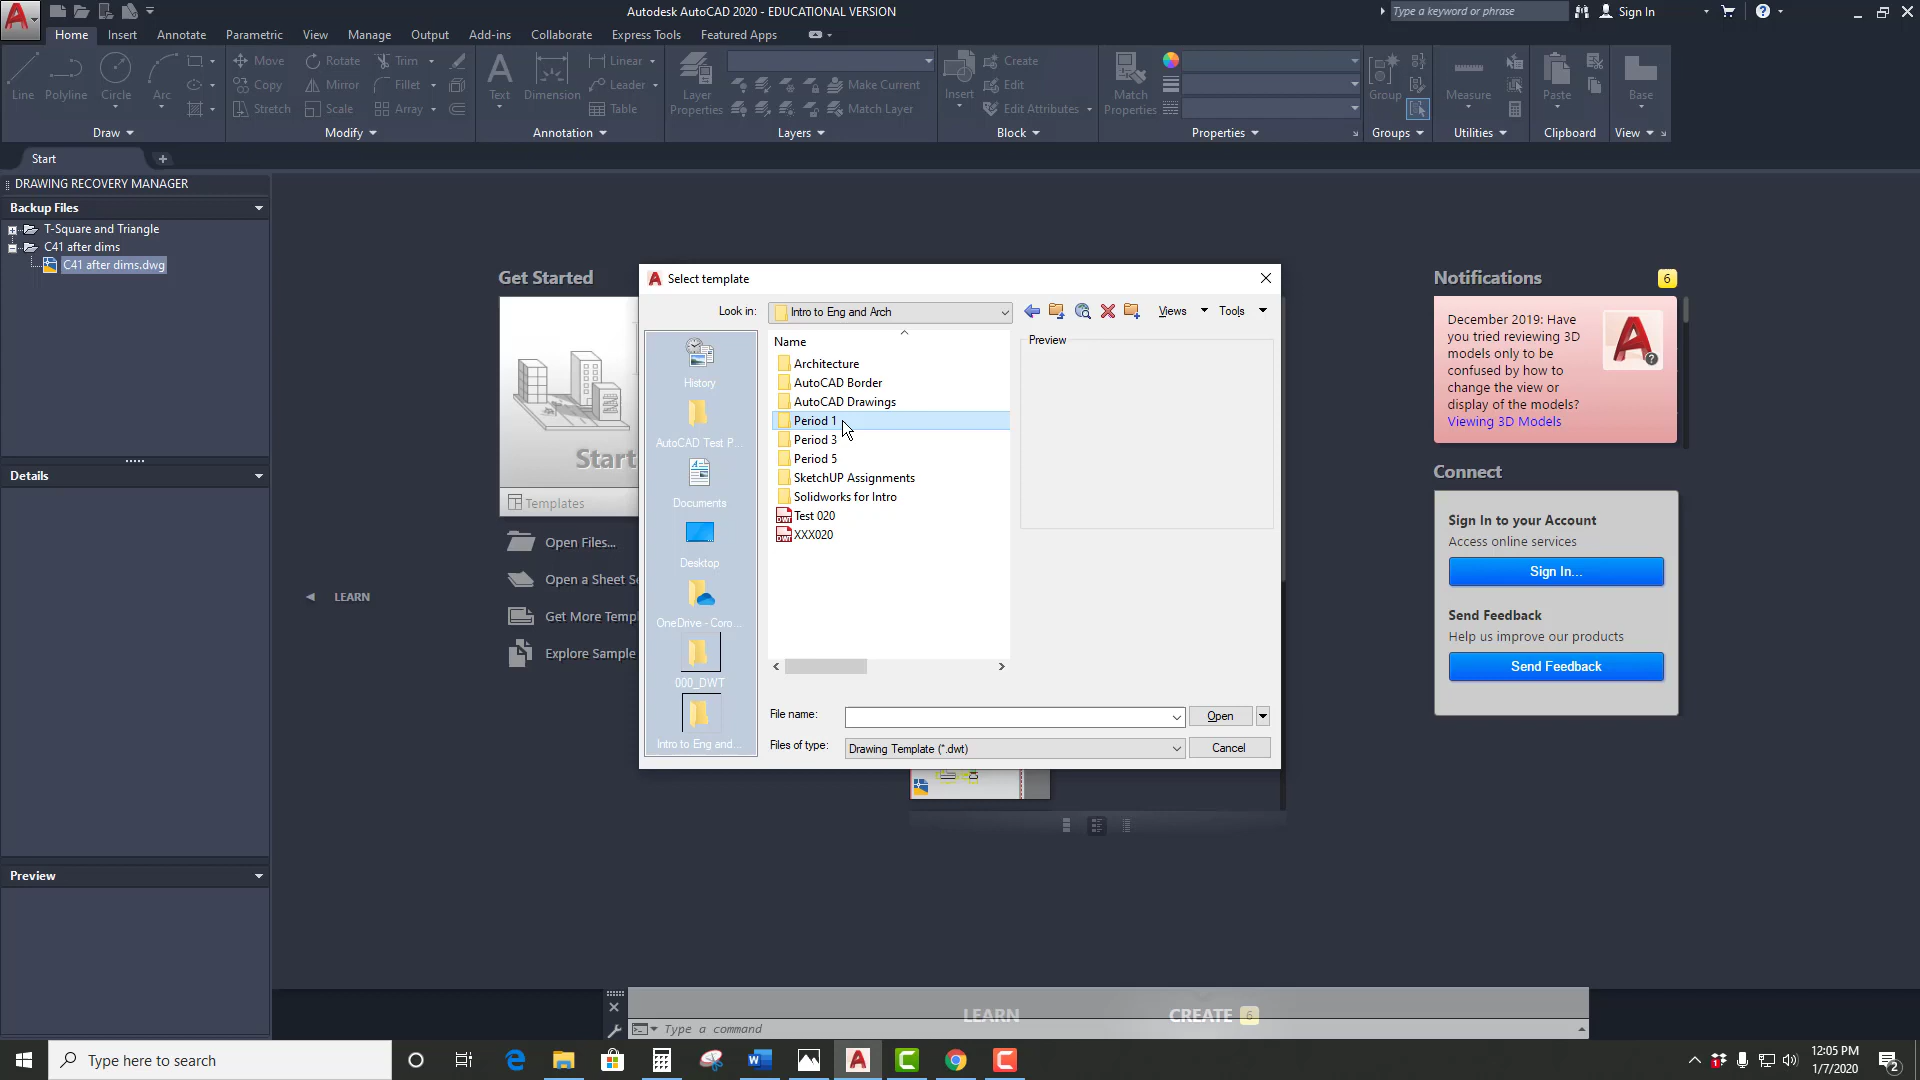 Autodesk AutoCAD 2020 - EDUCATIONAL VERSION
Type a keyword or phrase
Sign In
Home
Insert
Annotate
Parametric
View
Manage
Output
Add-ins
Collaborate
Express Tools
Featured Apps
Line
Polyline
Circle
Arc
Draw
Move
Rotate
Trim
Copy
Mirror
Fillet
Stretch
Scale
Array
Modify
Text
Dimension
Linear
Leader
Table
Annotation
Layer Properties
Make Current
Match Layer
Layers
Insert
Create
Edit
Edit Attributes
Block
Match Properties
Properties
Group
Groups
Measure
Utilities
Paste
Clipboard
Base
View
Start
DRAWING RECOVERY MANAGER
Backup Files
T-Square and Triangle
C41 after dims
C41 after dims.dwg
Details
Preview
LEARN
Get Started
Start
Templates
Open Files...
Open a Sheet Se
Get More Templ
Explore Sample
Select template
Look in:
Intro to Eng and Arch
Views
Tools
History
AutoCAD Test P...
Documents
Desktop
OneDrive - Coro...
000_DWT
Intro to Eng and...
Name
Architecture
AutoCAD Border
AutoCAD Drawings
Period 1
Period 3
Period 5
SketchUP Assignments
Solidworks for Intro
Test 020
XXX020
Preview
File name:
Open
Files of type:
Drawing Template (*.dwt)
Cancel
Notifications
6
December 2019: Have
you tried reviewing 3D
models only to be
confused by how to
change the view or
display of the models?
Viewing 3D Models
Connect
Sign In to your Account
Access online services
Sign In...
Send Feedback
Help us improve our products
Send Feedback
LEARN
CREATE 6
Type a command
Type here to search
12:05 PM
1/7/2020
2